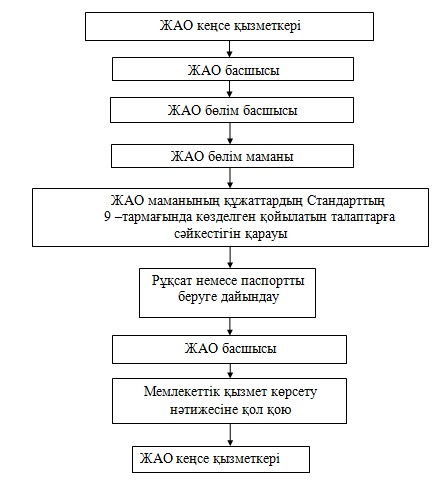 ЖАО кеңсе қызметкері
ЖАО басшысы
ЖАО бөлім басшысы
ЖАО бөлім маманы
ЖАО маманының құжаттардың Стандарттың
9 –тармағында көзделген қойылатын талаптарға
сәйкестігін қарауы
Рұқсат немесе паспортты
беруге дайындау
ЖАО басшысы
Мемлекеттік қызмет көрсету
нәтижесіне қол қою
ЖАО кеңсе қызметкері